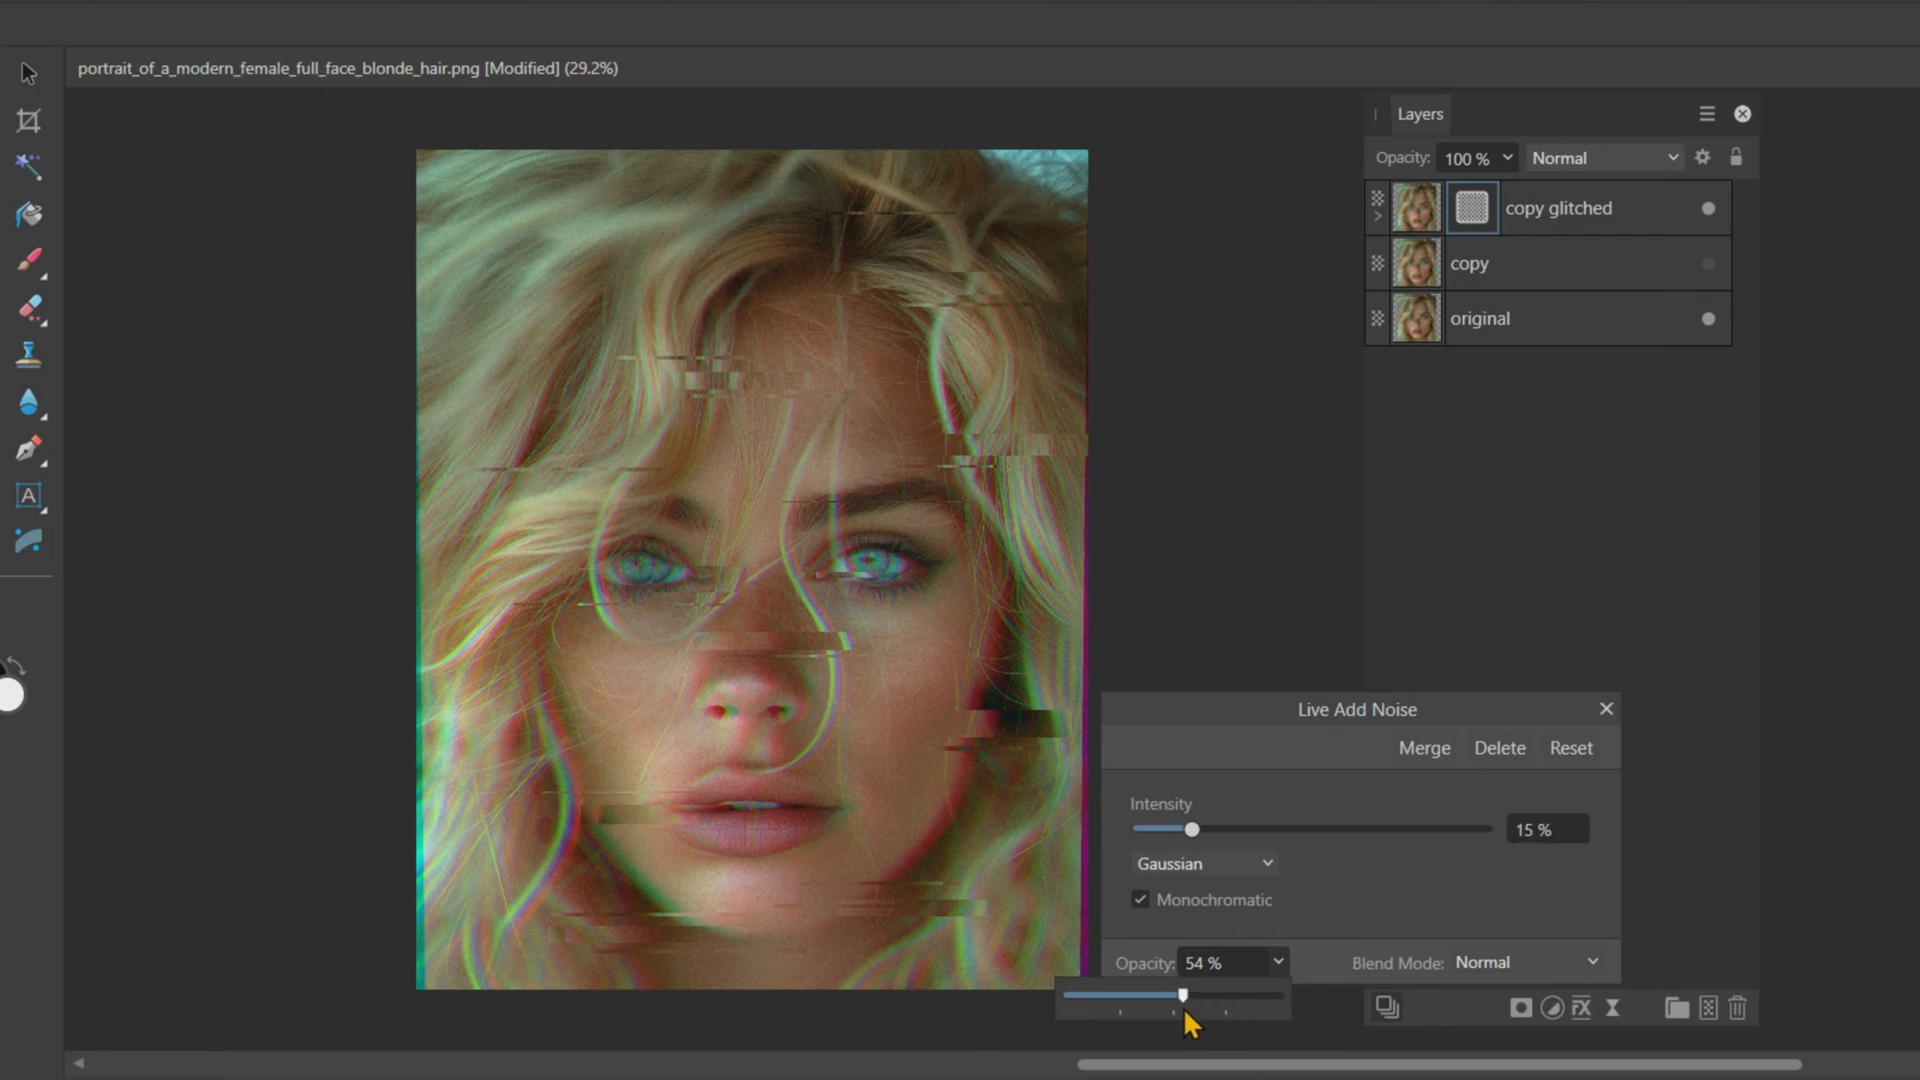 portrait_of_a_modern_female_full_face_blonde_hair.png [Modified] (29.2%)
Layers
Opacity: 100 % Normal
copy glitched
copy
original
Live Add Noise
Merge Delete Reset
Intensity
15 %
Gaussian
Monochromatic
Opacity: 54 % Blend Mode: Normal
A
FX